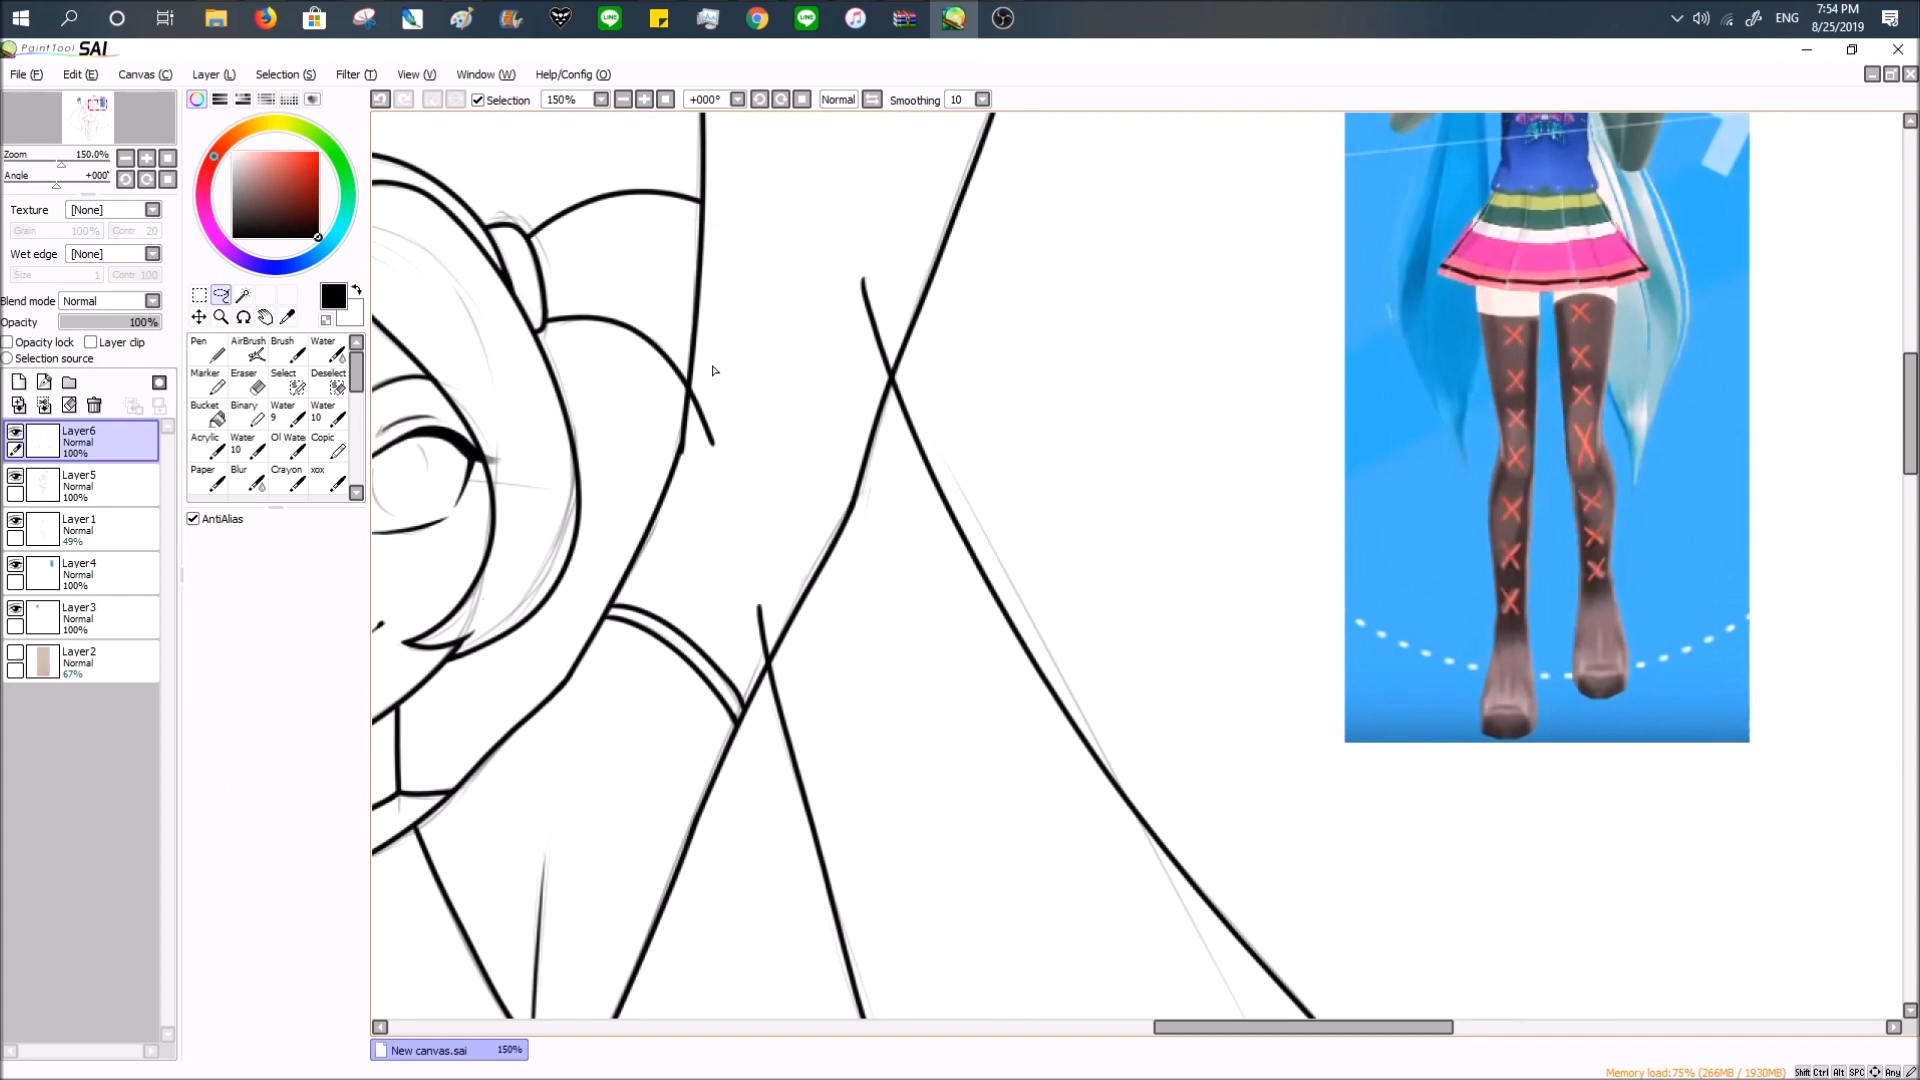 7:54 PM
ENG
8/25/2019
PaintTool SAI
File (F) Edit (E) Canvas (C) Layer (L) Selection (S) Filter (T) View (V) Window (W) Help/Config (O)
Selection 150% +000° Normal Smoothing 10
Zoom 150.0%
Angle +000°
Texture [None]
Grain 100% Contr 20
Wet edge [None]
Size 1 Contr 100
Blend mode Normal
Opacity 100%
Opacity lock Layer clip
Selection source
Pen AirBrush Brush Water
Marker Eraser Select Deselect
Bucket Binary Water 9 Water 10
Acrylic Water 10 Ol Wate Copic
Paper Blur Crayon xox
AntiAlias
Layer6
Normal
100%
Layer5
Normal
100%
Layer1
Normal
49%
Layer4
Normal
100%
Layer3
Normal
100%
Layer2
Normal
67%
New canvas.sai 150%
Memory load:75% (266MB / 1930MB) Shift Ctrl Alt SPC Any